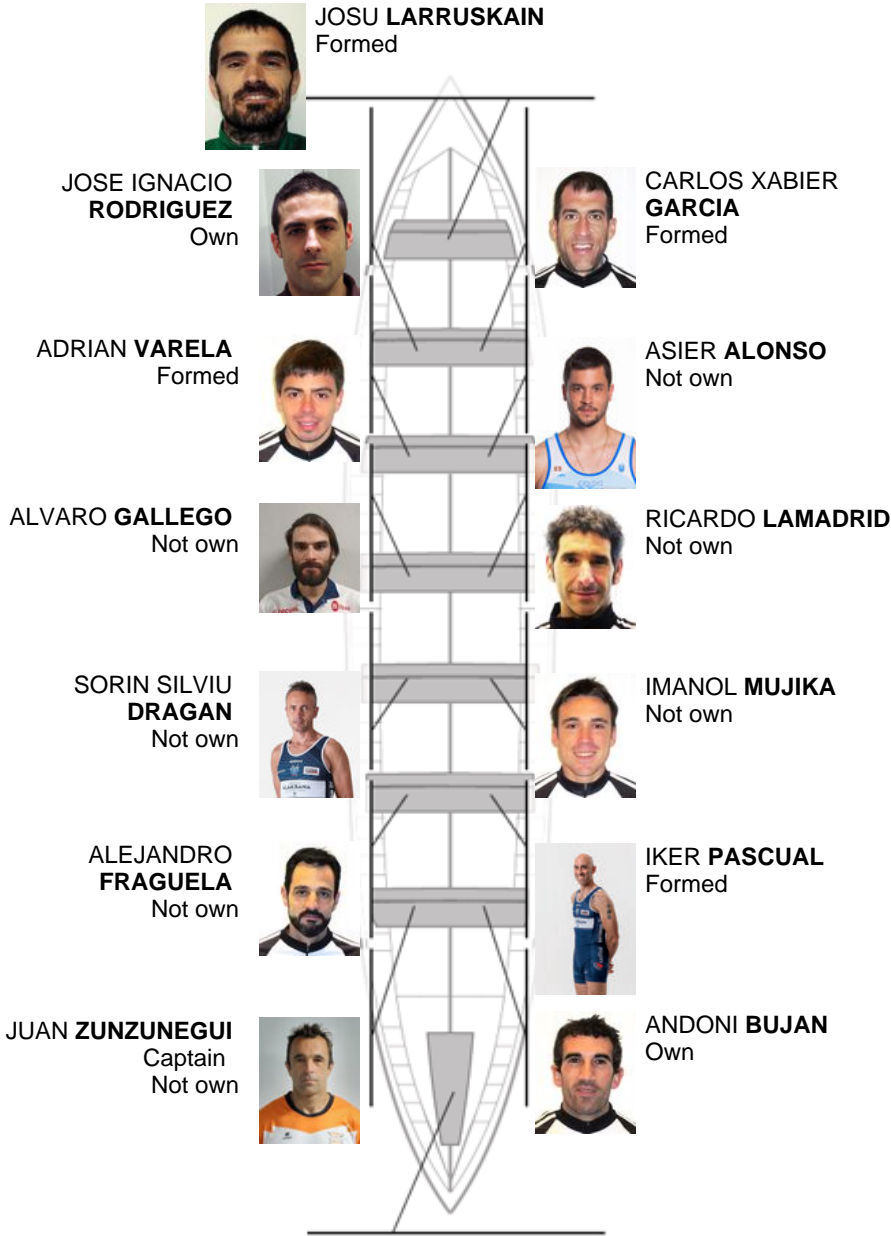 JOSU LARRUSKAIN
Formed
JOSE IGNACIO
RODRIGUEZ
Own
CARLOS XABIER
GARCIA
Formed
ADRIAN VARELA
Formed
ASIER ALONSO
Not own
ALVARO GALLEGO
Not own
RICARDO LAMADRID
Not own
SORIN SILVIU
DRAGAN
Not own
IMANOL MUJIKA
Not own
ALEJANDRO
FRAGUELA
Not own
IKER PASCUAL
Formed
JUAN ZUNZUNEGUI
Captain
Not own
ANDONI BUJAN
Own